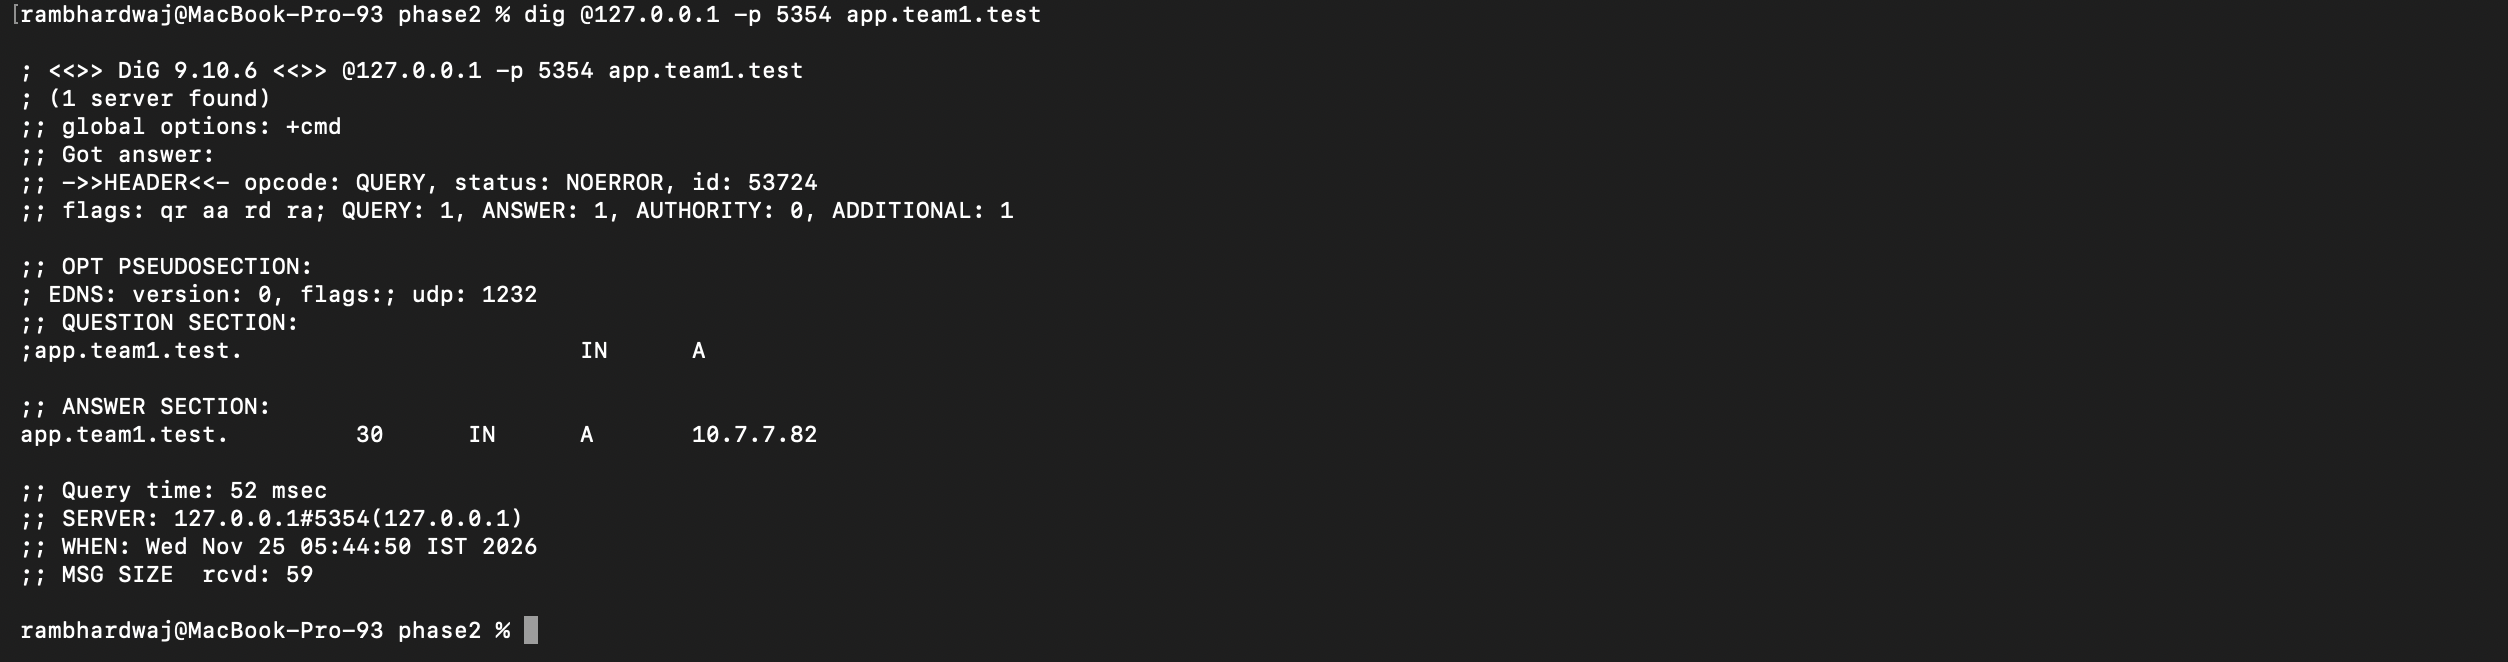 [rambhardwaj@MacBook-Pro-93 phase2 % dig @127.0.0.1 -p 5354 app.team1.test
; <<>> DiG 9.10.6 <<>> @127.0.0.1 -p 5354 app.team1.test
; (1 server found)
;; global options: +cmd
;; Got answer:
;; ->>HEADER<<- opcode: QUERY, status: NOERROR, id: 53724
;; flags: qr aa rd ra; QUERY: 1, ANSWER: 1, AUTHORITY: 0, ADDITIONAL: 1
;; OPT PSEUDOSECTION:
; EDNS: version: 0, flags:; udp: 1232
;; QUESTION SECTION:
;app.team1.test. IN A
;; ANSWER SECTION:
app.team1.test. 30 IN A 10.7.7.82
;; Query time: 52 msec
;; SERVER: 127.0.0.1#5354(127.0.0.1)
;; WHEN: Wed Nov 25 05:44:50 IST 2026
;; MSG SIZE  rcvd: 59
rambhardwaj@MacBook-Pro-93 phase2 %